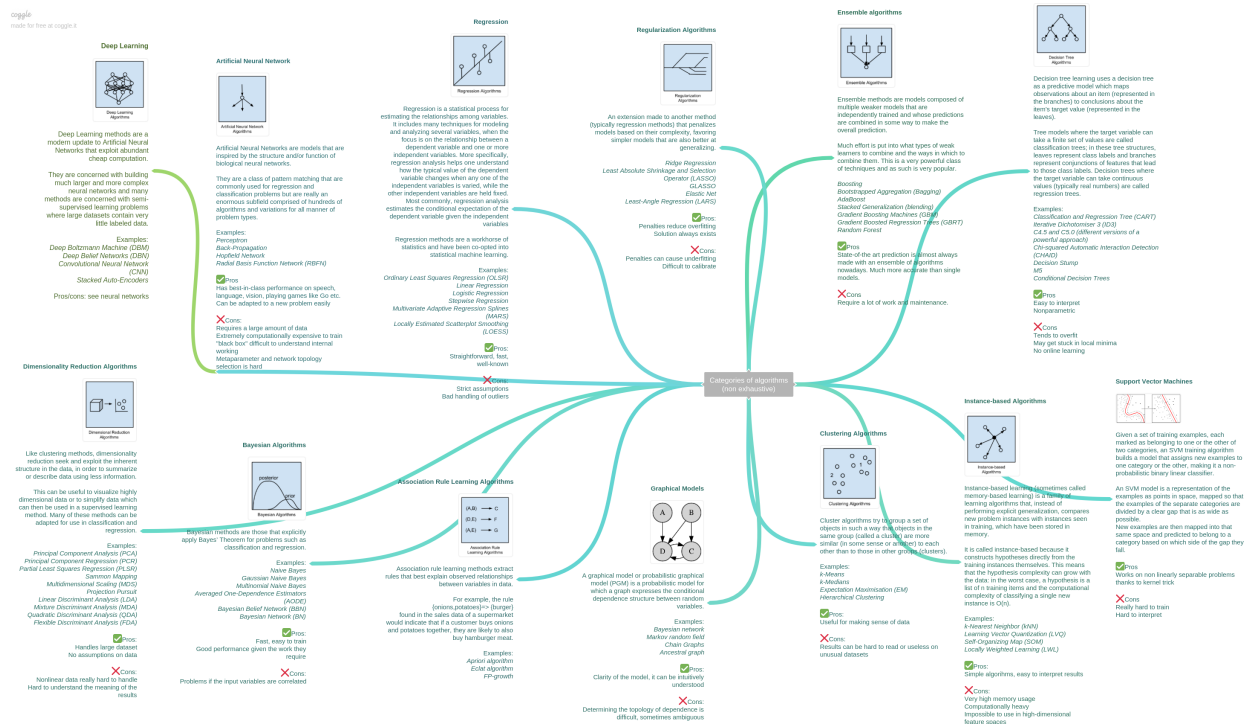 coggle
made for free at coggle.it
Deep Learning
Deep Learning
Algorithms
Deep Learning methods are a
modern update to Artificial Neural
Networks that exploit abundant
cheap computation.
They are concerned with building
much larger and more complex
neural networks and many
methods are concerned with semi-
supervised learning problems
where large datasets contain very
little labeled data.
Examples:
Deep Boltzmann Machine (DBM)
Deep Belief Networks (DBN)
Convolutional Neural Network
(CNN)
Stacked Auto-Encoders
Pros/cons: see neural networks
Artificial Neural Network
Artificial Neural Network
Algorithms
Artificial Neural Networks are models that are
inspired by the structure and/or function of
biological neural networks.
They are a class of pattern matching that are
commonly used for regression and
classification problems but are really an
enormous subfield comprised of hundreds of
algorithms and variations for all manner of
problem types.
Examples:
Perceptron
Back-Propagation
Hopfield Network
Radial Basis Function Network (RBFN)
Pros
Has best-in-class performance on speech,
language, vision, playing games like Go etc.
Can be adapted to a new problem easily
Cons:
Requires a large amount of data
Extremely computationally expensive to train
"black box" difficult to understand internal
working
Metaparameter and network topology
selection is hard
Regression
Regression Algorithms
Regression is a statistical process for
estimating the relationships among variables.
It includes many techniques for modeling
and analyzing several variables, when the
focus is on the relationship between a
dependent variable and one or more
independent variables. More specifically,
regression analysis helps one understand
how the typical value of the dependent
variable changes when any one of the
independent variables is varied, while the
other independent variables are held fixed.
Most commonly, regression analysis
estimates the conditional expectation of the
dependent variable given the independent
variables
Regression methods are a workhorse of
statistics and have been co-opted into
statistical machine learning.
Examples:
Ordinary Least Squares Regression (OLSR)
Linear Regression
Logistic Regression
Stepwise Regression
Multivariate Adaptive Regression Splines
(MARS)
Locally Estimated Scatterplot Smoothing
(LOESS)
Pros:
Straightforward, fast,
well-known
Cons:
Strict assumptions
Bad handling of outliers
Regularization Algorithms
Regularization
Algorithms
An extension made to another method
(typically regression methods) that penalizes
models based on their complexity, favoring
simpler models that are also better at
generalizing.
Ridge Regression
Least Absolute Shrinkage and Selection
Operator (LASSO)
GLASSO
Elastic Net
Least-Angle Regression (LARS)
Pros:
Penalties reduce overfitting
Solution always exists
Cons:
Penalties can cause underfitting
Difficult to calibrate
Ensemble algorithms
Ensemble Algorithms
Ensemble methods are models composed of
multiple weaker models that are
independently trained and whose predictions
are combined in some way to make the
overall prediction.
Much effort is put into what types of weak
learners to combine and the ways in which to
combine them. This is a very powerful class
of techniques and as such is very popular.
Boosting
Bootstrapped Aggregation (Bagging)
AdaBoost
Stacked Generalization (blending)
Gradient Boosting Machines (GBM)
Gradient Boosted Regression Trees (GBRT)
Random Forest
Pros
State-of-the art prediction is almost always
made with an ensemble of algorithms
nowadays. Much more accurate than single
models.
Cons
Require a lot of work and maintenance.
Decision Tree
Algorithms
Decision tree learning uses a decision tree
as a predictive model which maps
observations about an item (represented in
the branches) to conclusions about the
item's target value (represented in the
leaves).
Tree models where the target variable can
take a finite set of values are called
classification trees; in these tree structures,
leaves represent class labels and branches
represent conjunctions of features that lead
to those class labels. Decision trees where
the target variable can take continuous
values (typically real numbers) are called
regression trees.
Examples:
Classification and Regression Tree (CART)
Iterative Dichotomiser 3 (ID3)
C4.5 and C5.0 (different versions of a
powerful approach)
Chi-squared Automatic Interaction Detection
(CHAID)
Decision Stump
M5
Conditional Decision Trees
Pros
Easy to interpret
Nonparametric
Cons
Tends to overfit
May get stuck in local minima
No online learning
Categories of algorithms
(non exhaustive)
Dimensionality Reduction Algorithms
Dimensional Reduction
Algorithms
Like clustering methods, dimensionality
reduction seek and exploit the inherent
structure in the data, in order to summarize
or describe data using less information.
This can be useful to visualize highly
dimensional data or to simplify data which
can then be used in a supervised learning
method. Many of these methods can be
adapted for use in classification and
regression.
Examples:
Principal Component Analysis (PCA)
Principal Component Regression (PCR)
Partial Least Squares Regression (PLSR)
Sammon Mapping
Multidimensional Scaling (MDS)
Projection Pursuit
Linear Discriminant Analysis (LDA)
Mixture Discriminant Analysis (MDA)
Quadratic Discriminant Analysis (QDA)
Flexible Discriminant Analysis (FDA)
Pros:
Handles large dataset
No assumptions on data
Cons:
Nonlinear data really hard to handle
Hard to understand the meaning of the
results
Bayesian Algorithms
posterior
prior
Bayesian Algorithms
Bayesian methods are those that explicitly
apply Bayes' Theorem for problems such as
classification and regression.
Examples:
Naive Bayes
Gaussian Naive Bayes
Multinomial Naive Bayes
Averaged One-Dependence Estimators
(AODE)
Bayesian Belief Network (BBN)
Bayesian Network (BN)
Pros:
Fast, easy to train
Good performance given the work they
require
Cons:
Problems if the input variables are correlated
Association Rule Learning Algorithms
(A,B) → C
(D,E) → F
(A,E) → G
Association Rule
Learning Algorithms
Association rule learning methods extract
rules that best explain observed relationships
between variables in data.
For example, the rule
{onions,potatoes}=> {burger}
found in the sales data of a supermarket
would indicate that if a customer buys onions
and potatoes together, they are likely to also
buy hamburger meat.
Examples:
Apriori algorithm
Eclat algorithm
FP-growth
Graphical Models
A
B
D
C
A graphical model or probabilistic graphical
model (PGM) is a probabilistic model for
which a graph expresses the conditional
dependence structure between random
variables.
Examples:
Bayesian network
Markov random field
Chain Graphs
Ancestral graph
Pros:
Clarity of the model, it can be intuitively
understood
Cons:
Determining the topology of dependence is
difficult, sometimes ambiguous
Clustering Algorithms
1
2
3
Clustering Algorithms
Cluster algorithms try to group a set of
objects in such a way that objects in the
same group (called a cluster) are more
similar (in some sense or another) to each
other than to those in other groups (clusters).
Examples:
k-Means
k-Medians
Expectation Maximisation (EM)
Hierarchical Clustering
Pros:
Useful for making sense of data
Cons:
Results can be hard to read or useless on
unusual datasets
Instance-based Algorithms
Instance-based
Algorithms
Instance-based learning (sometimes called
memory-based learning) is a family of
learning algorithms that, instead of
performing explicit generalization, compares
new problem instances with instances seen
in training, which have been stored in
memory.
It is called instance-based because it
constructs hypotheses directly from the
training instances themselves. This means
that the hypothesis complexity can grow with
the data: in the worst case, a hypothesis is a
list of n training items and the computational
complexity of classifying a single new
instance is O(n).
Examples:
k-Nearest Neighbor (kNN)
Learning Vector Quantization (LVQ)
Self-Organizing Map (SOM)
Locally Weighted Learning (LWL)
Pros:
Simple algorithms, easy to interpret results
Cons:
Very high memory usage
Computationally heavy
Impossible to use in high-dimensional
feature spaces
Support Vector Machines
Given a set of training examples, each
marked as belonging to one or the other of
two categories, an SVM training algorithm
builds a model that assigns new examples to
one category or the other, making it a non-
probabilistic binary linear classifier.
An SVM model is a representation of the
examples as points in space, mapped so that
the examples of the separate categories are
divided by a clear gap that is as wide as
possible.
New examples are then mapped into that
same space and predicted to belong to a
category based on which side of the gap they
fall.
Pros
Works on non linearly separable problems
thanks to kernel trick
Cons
Really hard to train
Hard to interpret